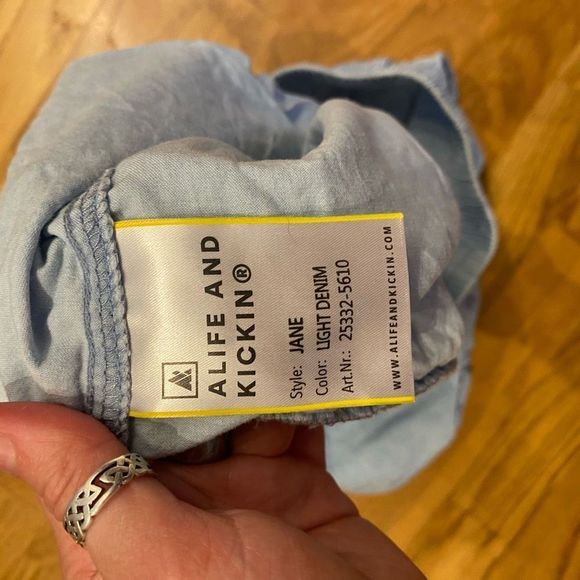 ALIFE AND
KICKIN®
Style: JANE
Color: LIGHT DENIM
Art.Nr.: 25332-5610
WWW.ALIFEANDKICKIN.COM